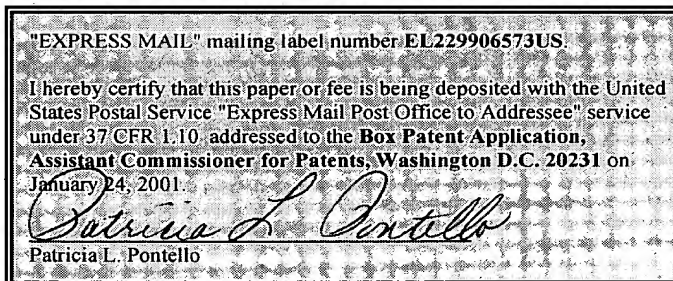 "EXPRESS MAIL" mailing label number EL229906573US.
I hereby certify that this paper or fee is being deposited with the United
States Postal Service "Express Mail Post Office to Addressee" service
under 37 CFR 1.10 addressed to the Box Patent Application,
Assistant Commissioner for Patents, Washington D.C. 20231 on
January 24, 2001.
Patricia L. Pontello
Patricia L. Pontello